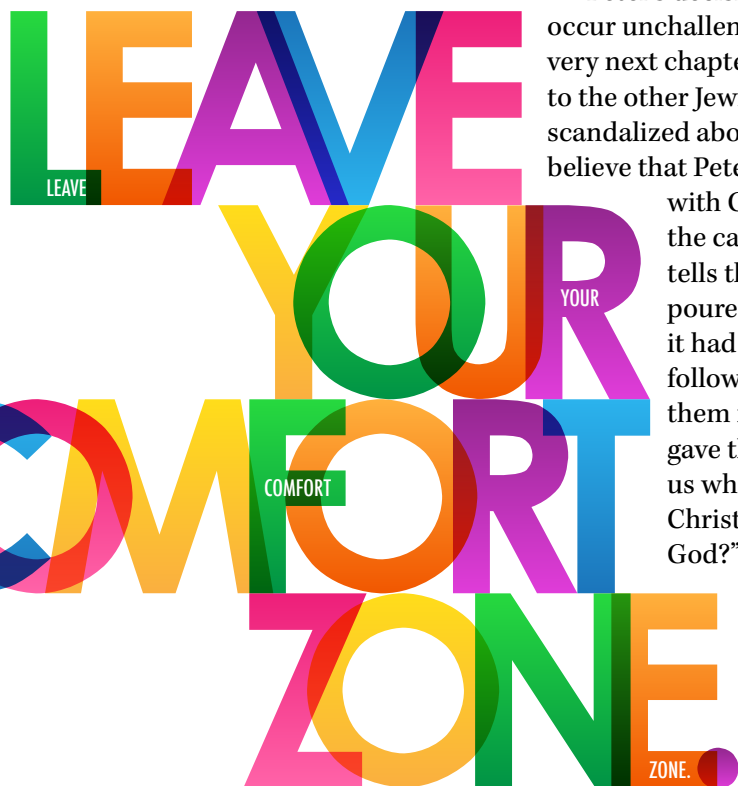 LEAVE
YOUR
COMFORT
ZONE.
LEAVE
YOUR
COMFORT
ZONE.
occur unchallen
very next chapte
to the other Jew
scandalized abo
believe that Pete
with C
the ca
tells th
poure
it had
follow
them
gave th
us wh
Christ
God?”